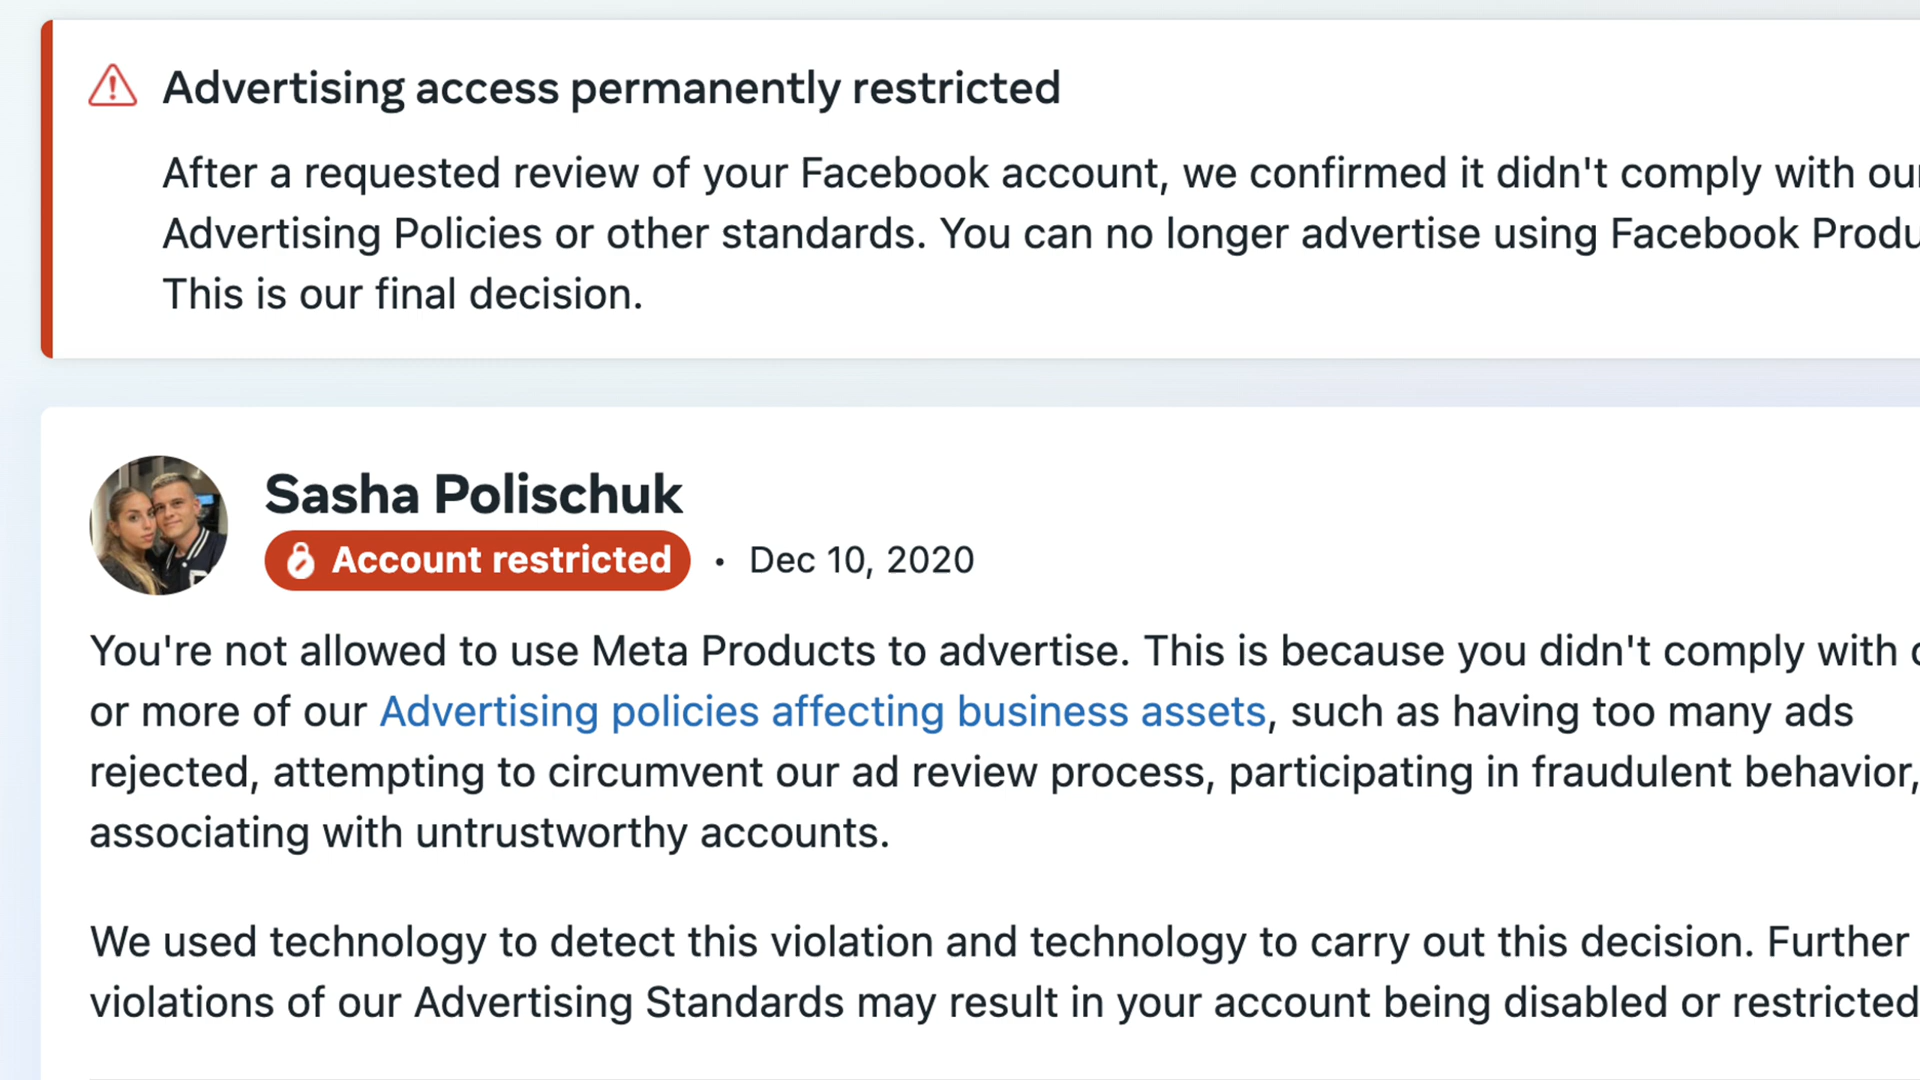 Advertising access permanently restricted
After a requested review of your Facebook account, we confirmed it didn't comply with our
Advertising Policies or other standards. You can no longer advertise using Facebook
This is our final decision.
Sasha Polischuk
Account restricted · Dec 10, 2020
You're not allowed to use Meta Products to advertise. This is because you didn't comply with
or more of our Advertising policies affecting business assets, such as having too many ads
rejected, attempting to circumvent our ad review process, participating in fraudulent behavior,
associating with untrustworthy accounts.
We used technology to detect this violation and technology to carry out this decision. Further
violations of our Advertising Standards may result in your account being disabled or restricted